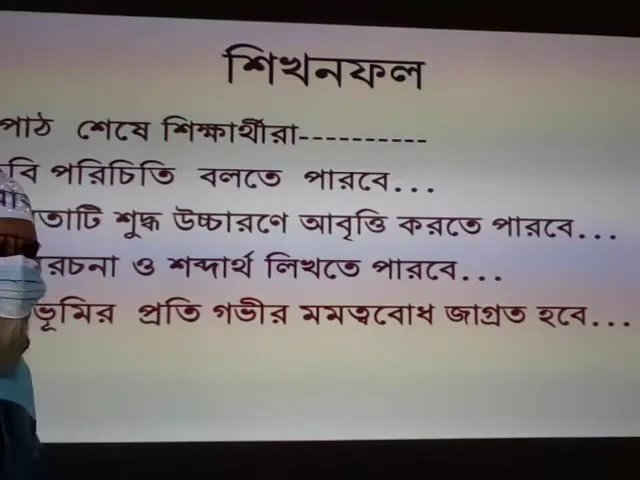 শিখনফল
পাঠ শেষে শিক্ষার্থীরা----------
বি পরিচিতি বলতে পারবে...
তাটি শুদ্ধ উচ্চারণে আবৃত্তি করতে পারবে...
রচনা ও শব্দার্থ লিখতে পারবে...
ভূমির প্রতি গভীর মমত্ববোধ জাগ্রত হবে...